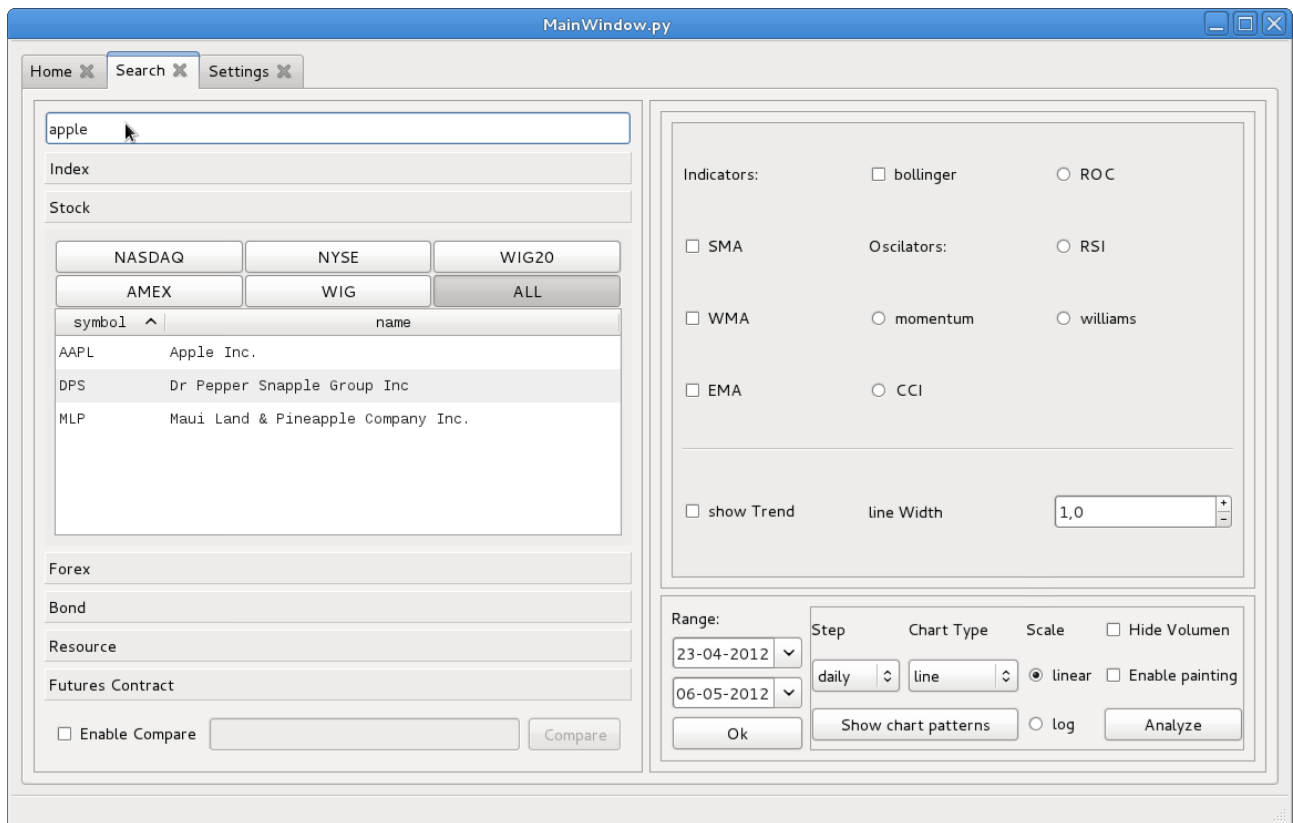 MainWindow.py
Home Search Settings
apple
Index
Stock
NASDAQ NYSE WIG20
AMEX WIG ALL
symbol name
AAPL Apple Inc.
DPS Dr Pepper Snapple Group Inc
MLP Maui Land & Pineapple Company Inc.
Forex
Bond
Resource
Futures Contract
Enable Compare Compare
Indicators: bollinger ROC
SMA Oscilators: RSI
WMA momentum williams
EMA CCI
show Trend line Width 1,0
Range:
23-04-2012
06-05-2012
Ok
Step Chart Type Scale Hide Volumen
daily line linear Enable painting
Show chart patterns log Analyze